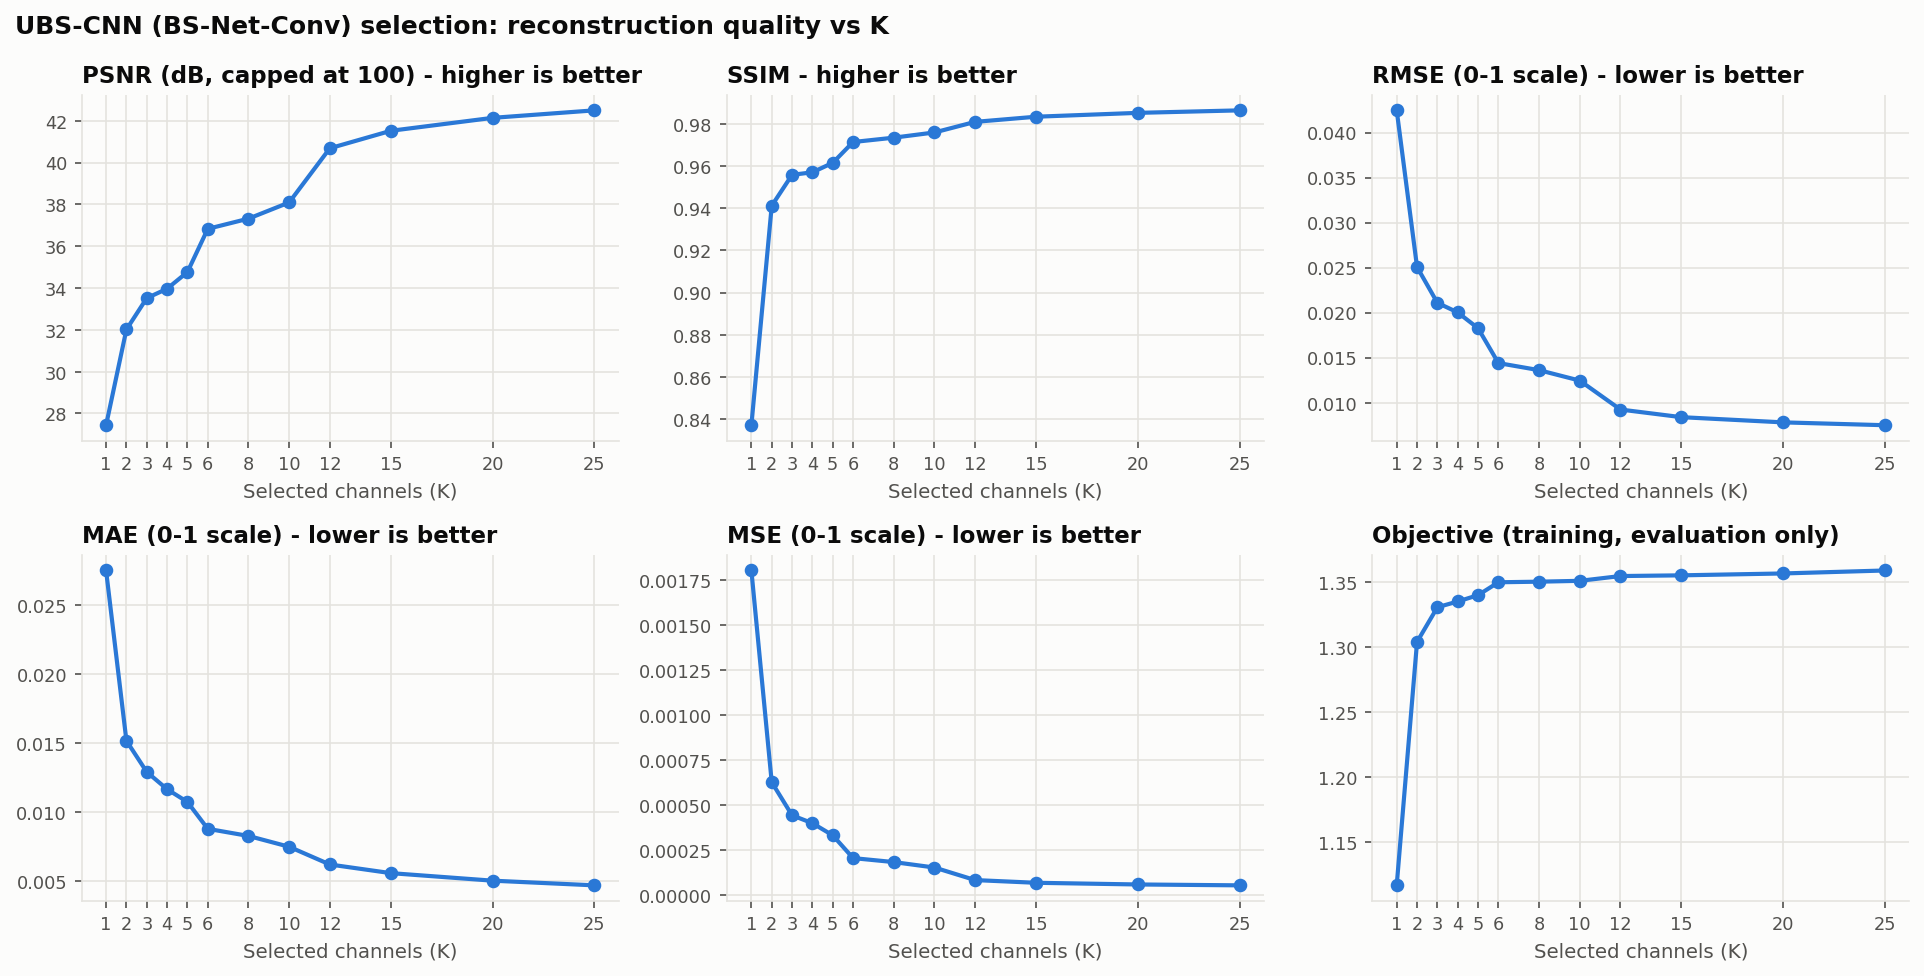 UBS-CNN (BS-Net-Conv) selection: reconstruction quality vs K
PSNR (dB, capped at 100) - higher is better
42
40
38
36
34
32
30
28
1 2 3 4 5 6 8 10 12 15 20 25
Selected channels (K)
SSIM - higher is better
0.98
0.96
0.94
0.92
0.90
0.88
0.86
0.84
1 2 3 4 5 6 8 10 12 15 20 25
Selected channels (K)
RMSE (0-1 scale) - lower is better
0.040
0.035
0.030
0.025
0.020
0.015
0.010
1 2 3 4 5 6 8 10 12 15 20 25
Selected channels (K)
MAE (0-1 scale) - lower is better
0.025
0.020
0.015
0.010
0.005
1 2 3 4 5 6 8 10 12 15 20 25
Selected channels (K)
MSE (0-1 scale) - lower is better
0.00175
0.00150
0.00125
0.00100
0.00075
0.00050
0.00025
0.00000
1 2 3 4 5 6 8 10 12 15 20 25
Selected channels (K)
Objective (training, evaluation only)
1.35
1.30
1.25
1.20
1.15
1 2 3 4 5 6 8 10 12 15 20 25
Selected channels (K)